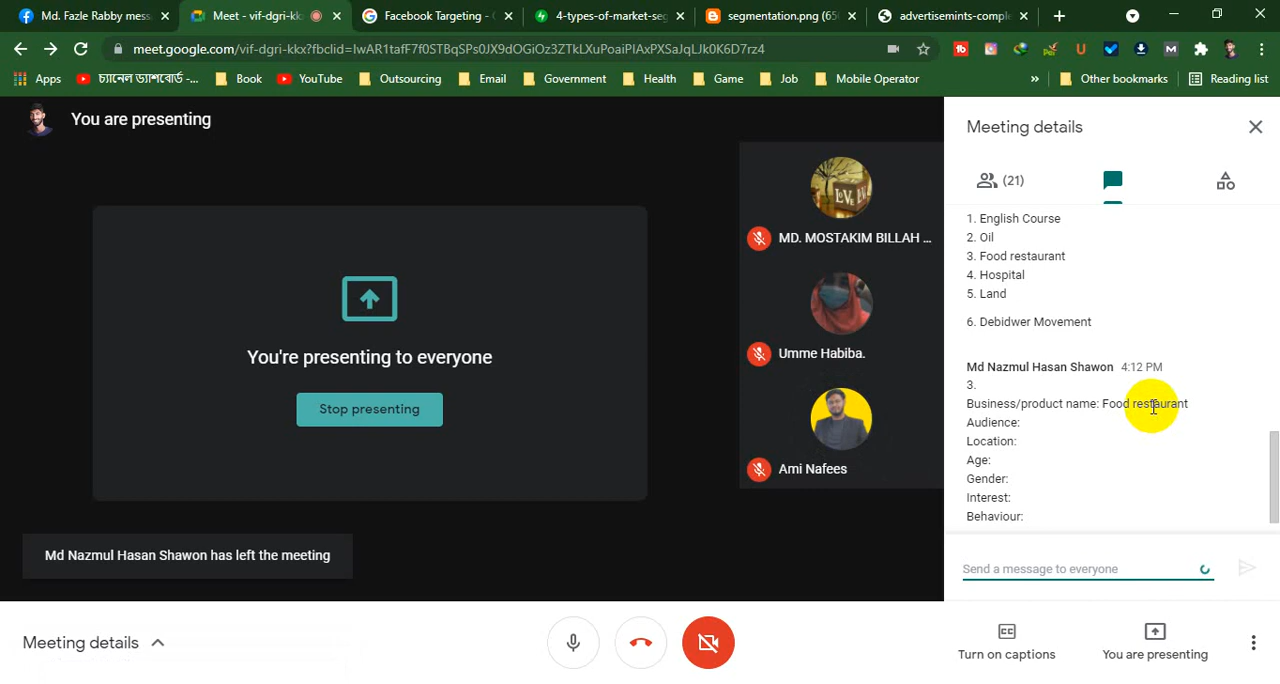 Md. Fazle Rabby mess
Meet - vif-dgri-kk
Facebook Targeting -
4-types-of-market-seg
segmentation.png (65
advertisemints-compl
meet.google.com/vif-dgri-kkx?fbclid=IwAR1tafF7f0STBqSPs0JX9dOGiOz3ZTkLXuPoaiPIAxPXSaJqLJk0K6D7rz4
Apps
চ্যানেল ড্যাশবোর্ড -...
Book
YouTube
Outsourcing
Email
Government
Health
Game
Job
Mobile Operator
»
Other bookmarks
Reading list
You are presenting
You're presenting to everyone
Stop presenting
Md Nazmul Hasan Shawon has left the meeting
LOVE
MD. MOSTAKIM BILLAH ...
Umme Habiba.
Ami Nafees
Meeting details
(21)
1. English Course
2. Oil
3. Food restaurant
4. Hospital
5. Land
6. Debidwer Movement
Md Nazmul Hasan Shawon 4:12 PM
3.
Business/product name: Food restaurant
Audience:
Location:
Age:
Gender:
Interest:
Behaviour:
Send a message to everyone
Meeting details
CC
Turn on captions
You are presenting